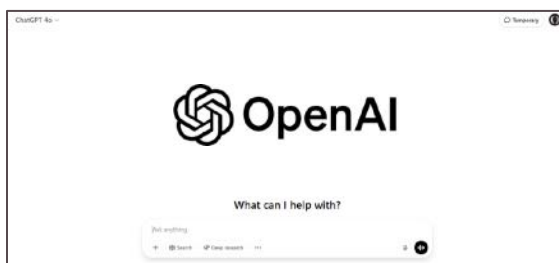 ChatGPT 4o
Temporary
OpenAI
What can I help with?
Ask anything
Search
Deep research